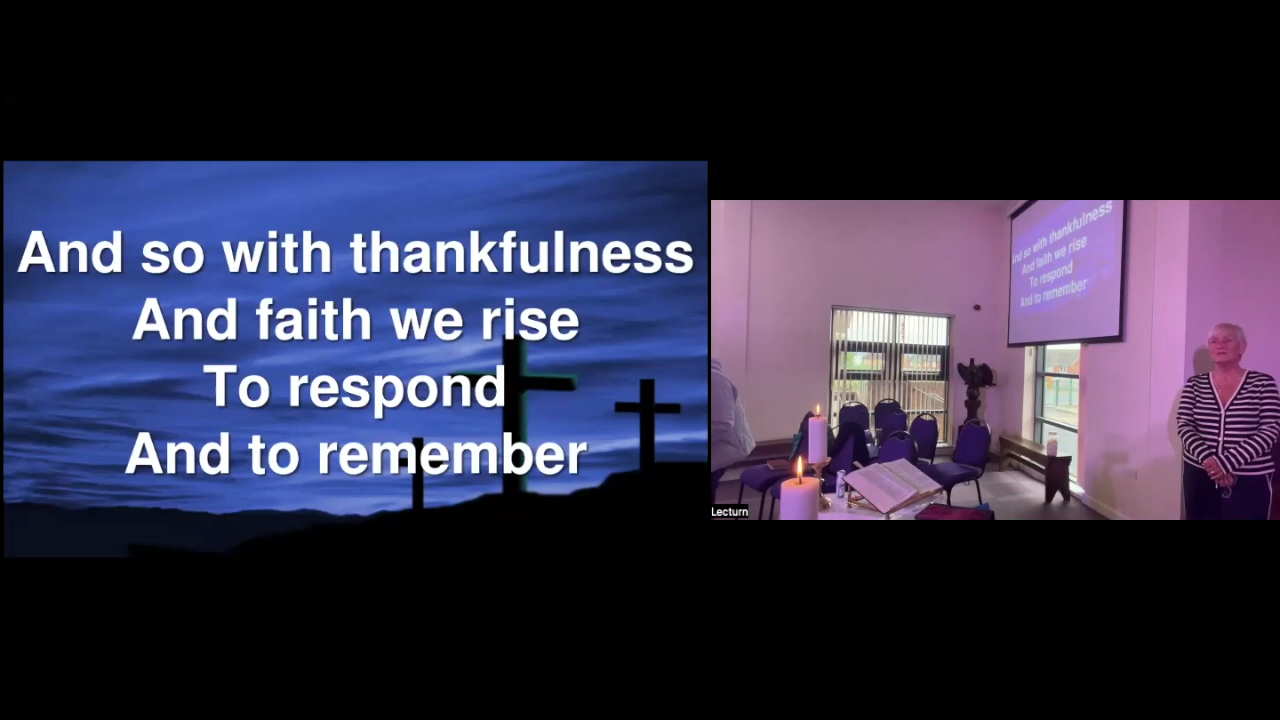 And so with thankfulness
And faith we rise
To respond
And to remember
And so with thankfulness
And faith we rise
To respond
And to remember
Lecturn